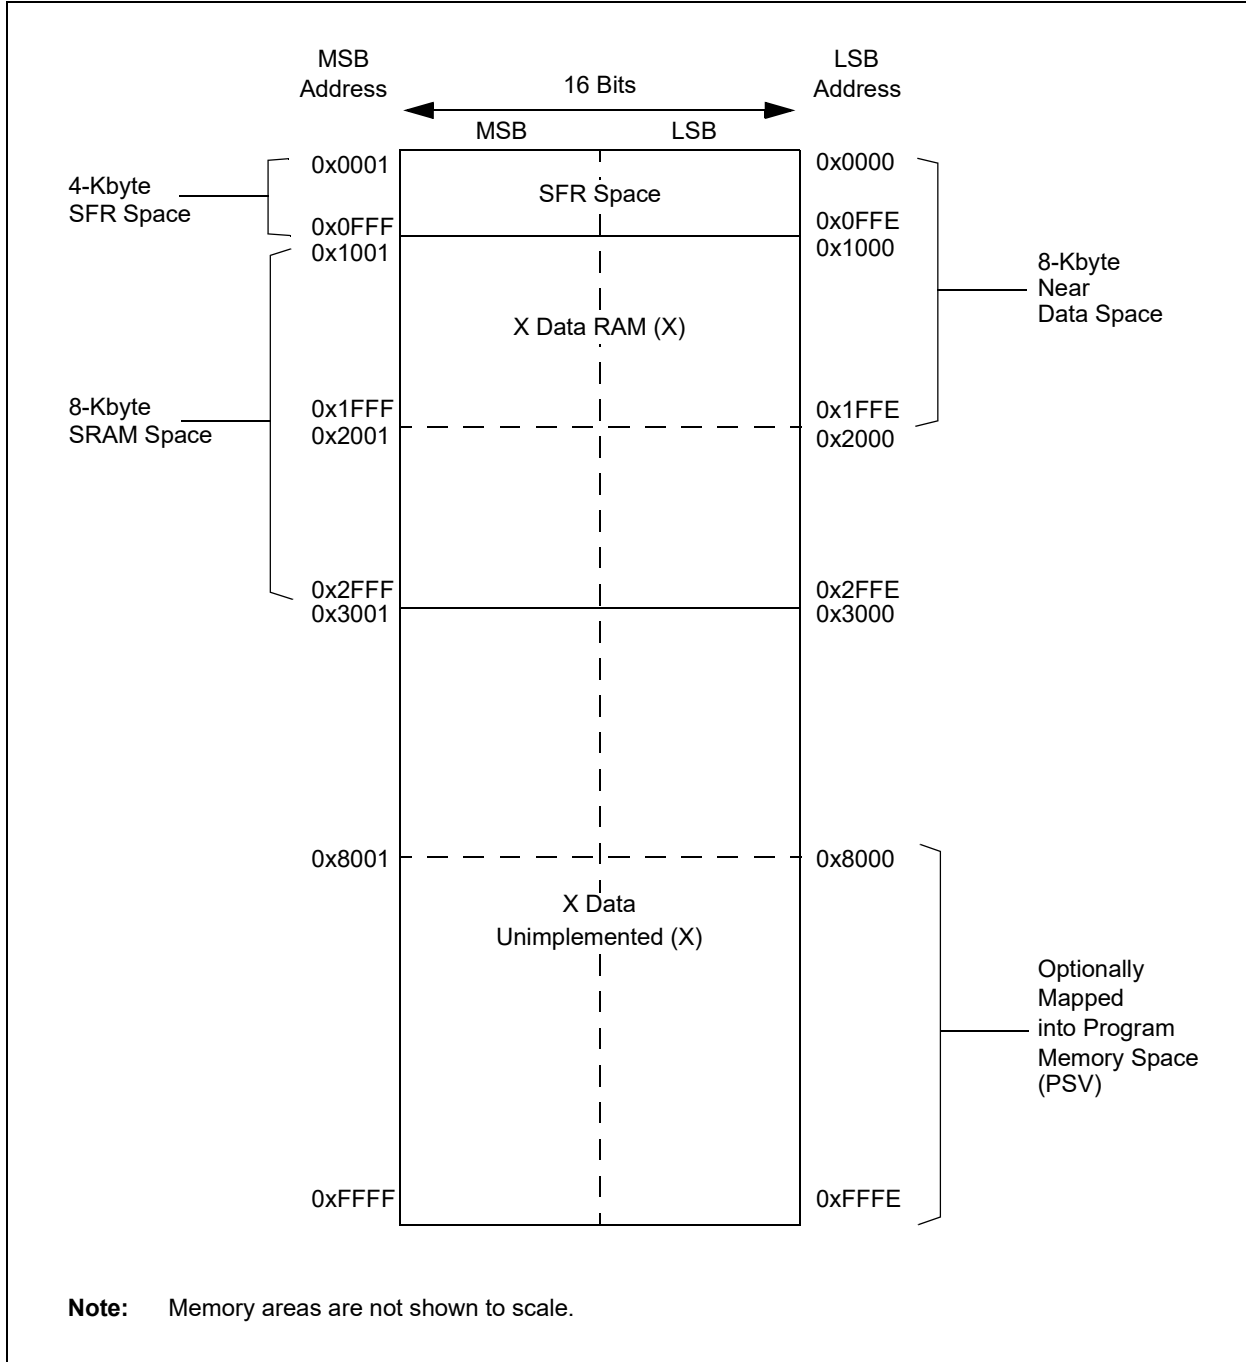 MSB
Address
16 Bits
LSB
Address
MSB
LSB
0x0001
0x0000
4-Kbyte
SFR Space
SFR Space
0x0FFF
0x0FFE
0x1001
0x1000
8-Kbyte
Near
Data Space
X Data RAM (X)
8-Kbyte
SRAM Space
0x1FFF
0x1FFE
0x2001
0x2000
0x2FFF
0x2FFE
0x3001
0x3000
0x8001
0x8000
X Data
Unimplemented (X)
Optionally
Mapped
into Program
Memory Space
(PSV)
0xFFFF
0xFFFE
Note: Memory areas are not shown to scale.